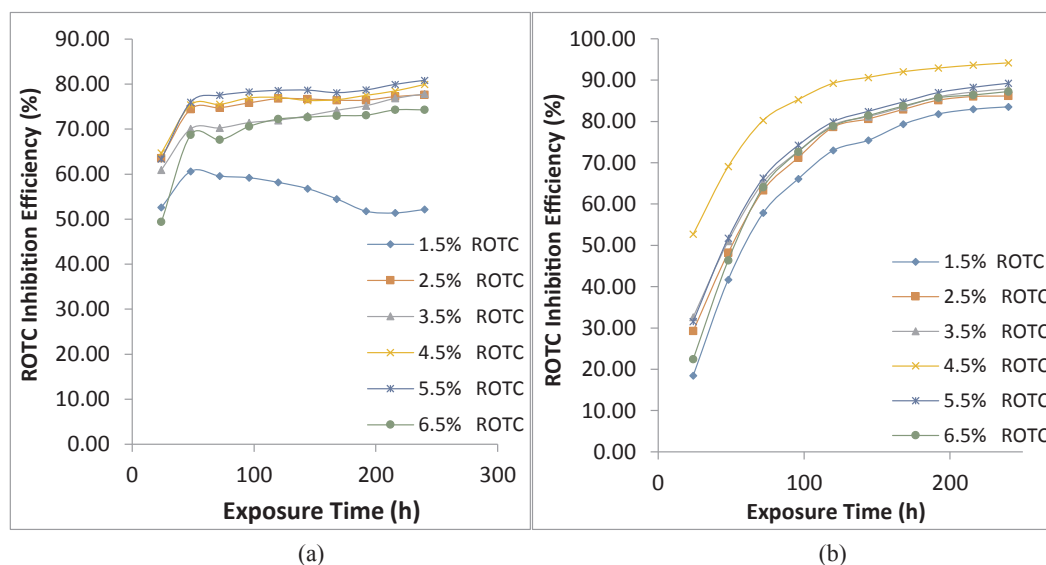 ROTC Inhibition Efficiency (%)
90.00
80.00
70.00
60.00
50.00
40.00
30.00
20.00
10.00
0.00
0 100 200 300
Exposure Time (h)
1.5% ROTC
2.5% ROTC
3.5% ROTC
4.5% ROTC
5.5% ROTC
6.5% ROTC
(a)
ROTC Inhibition Efficiency (%)
100.00
90.00
80.00
70.00
60.00
50.00
40.00
30.00
20.00
10.00
0.00
0 100 200
Exposure Time (h)
1.5% ROTC
2.5% ROTC
3.5% ROTC
4.5% ROTC
5.5% ROTC
6.5% ROTC
(b)